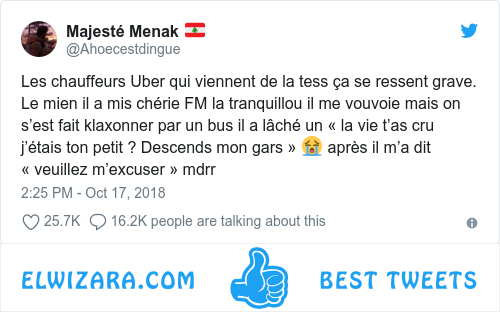 Majesté Menak 🇱🇧
@Ahoecestdingue
Les chauffeurs Uber qui viennent de la tess ça se ressent grave.
Le mien il a mis chérie FM la tranquillou il me vouvoie mais on
s’est fait klaxonner par un bus il a lâché un « la vie t’as cru
j’étais ton petit ? Descends mon gars » 😭 après il m’a dit
« veuillez m’excuser » mdrr
2:25 PM - Oct 17, 2018
25.7K 16.2K people are talking about this
ELWIZARA.COM BEST TWEETS